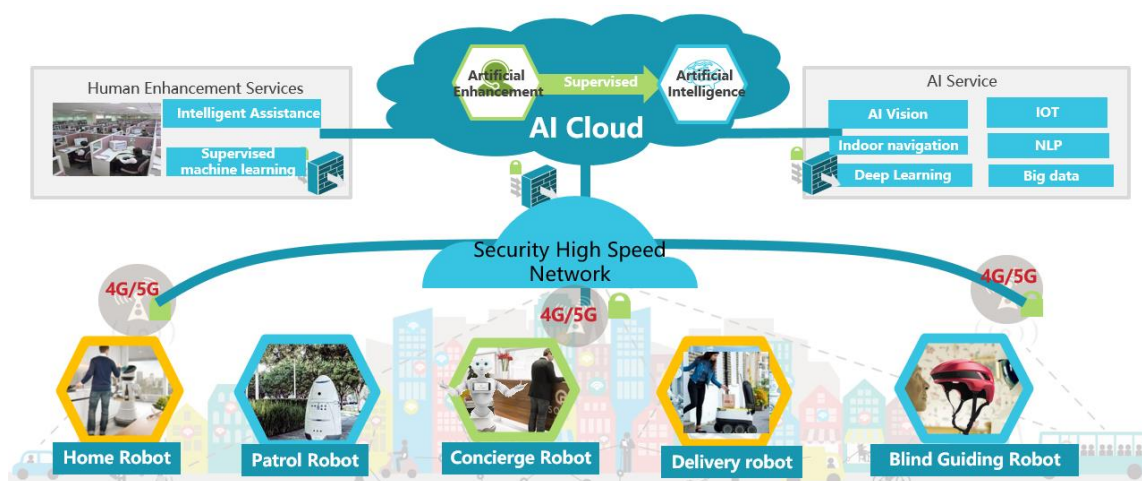 Human Enhancement Services
Intelligent Assistance
Supervised
machine learning
Artificial
Enhancement
Supervised
Artificial
Intelligence
AI Cloud
AI Service
AI Vision
IOT
Indoor navigation
NLP
Deep Learning
Big data
Security High Speed
Network
4G/5G
4G/5G
4G/5G
Home Robot
Patrol Robot
Concierge Robot
Delivery robot
Blind Guiding Robot